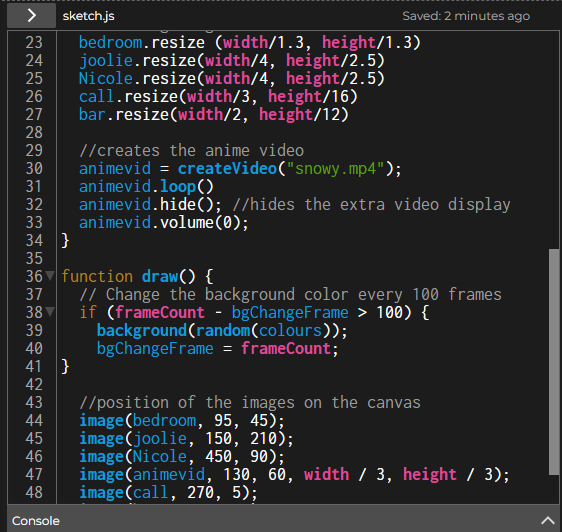 sketch.js
Saved: 2 minutes ago
23 bedroom.resize (width/1.3, height/1.3)
24 joolie.resize(width/4, height/2.5)
25 Nicole.resize(width/4, height/2.5)
26 call.resize(width/3, height/16)
27 bar.resize(width/2, height/12)
28
29 //creates the anime video
30 animevid = createVideo("snowy.mp4");
31 animevid.loop()
32 animevid.hide(); //hides the extra video display
33 animevid.volume(0);
34 }
35
36 function draw() {
37 // Change the background color every 100 frames
38 if (frameCount - bgChangeFrame > 100) {
39 background(random(colours));
40 bgChangeFrame = frameCount;
41 }
42
43 //position of the images on the canvas
44 image(bedroom, 95, 45);
45 image(joolie, 150, 210);
46 image(Nicole, 450, 90);
47 image(animevid, 130, 60, width / 3, height / 3);
48 image(call, 270, 5);
Console